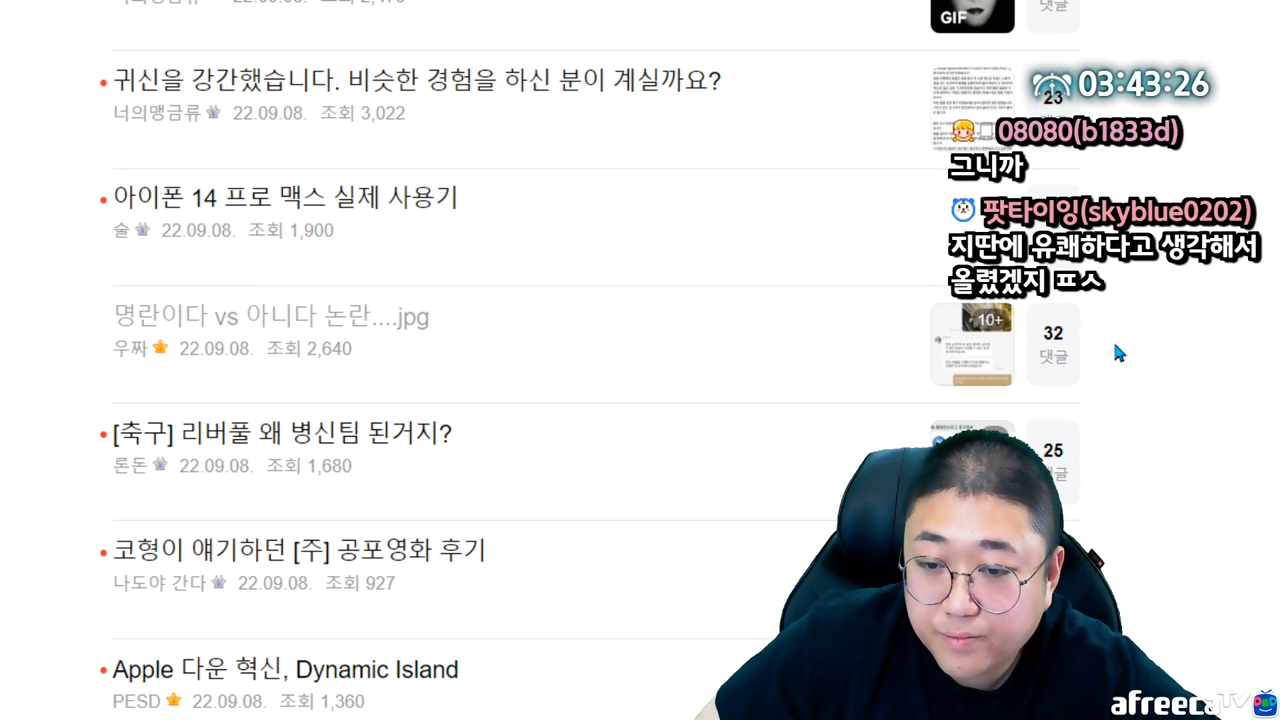 GIF
댓글
귀신을 강간했습니다. 비슷한 경험을 하신 분이 계실까요?
너의맹금류 조회 3,022
23
03:43:26
08080(b1833d)
그니까
아이폰 14 프로 맥스 실제 사용기
술 22.09.08. 조회 1,900
팟타이잉(skyblue0202)
지딴에 유쾌하다고 생각해서
올렸겠지 ㅍㅅ
명란이다 vs 아니다 논란....jpg
우짜 22.09.08. 조회 2,640
10+
32
댓글
[축구] 리버풀 왜 병신팀 된거지?
론돈 22.09.08. 조회 1,680
25
댓글
코형이 얘기하던 [주] 공포영화 후기
나도야 간다 22.09.08. 조회 927
Apple 다운 혁신, Dynamic Island
PESD 22.09.08. 조회 1,360
afreecaTV